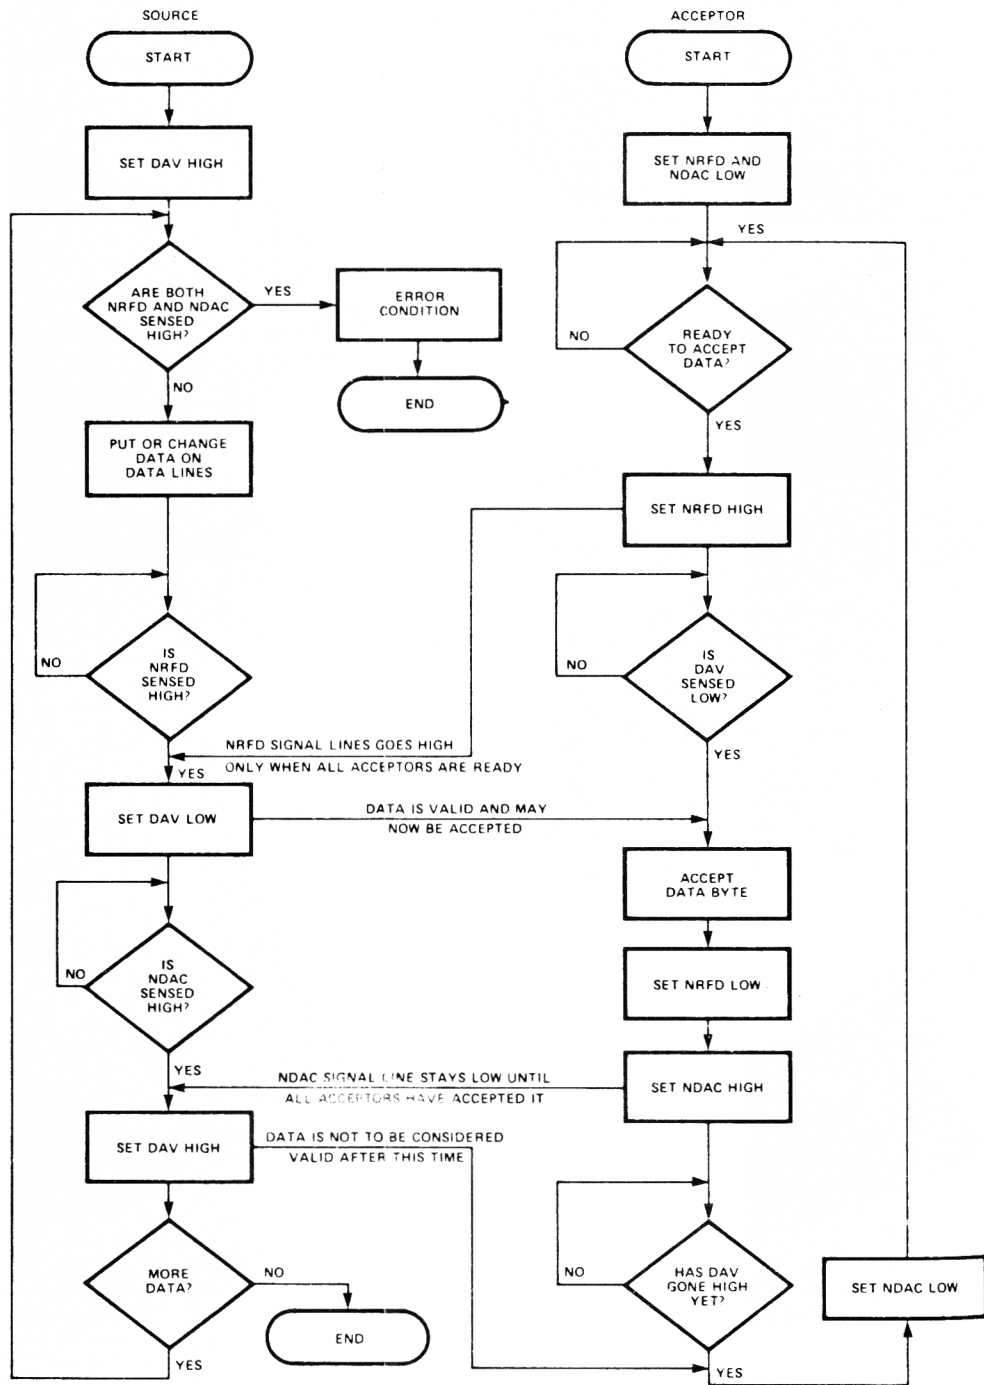 SOURCE
START
SET DAV HIGH
ARE BOTH
NRFD AND NDAC
SENSED
HIGH?
YES
ERROR
CONDITION
END
NO
PUT OR CHANGE
DATA ON
DATA LINES
IS
NRFD
SENSED
HIGH?
NO
YES
NRFD SIGNAL LINES GOES HIGH
ONLY WHEN ALL ACCEPTORS ARE READY
SET DAV LOW
DATA IS VALID AND MAY
NOW BE ACCEPTED
IS
NDAC
SENSED
HIGH?
NO
YES
NDAC SIGNAL LINE STAYS LOW UNTIL
ALL ACCEPTORS HAVE ACCEPTED IT
SET DAV HIGH
DATA IS NOT TO BE CONSIDERED
VALID AFTER THIS TIME
MORE
DATA?
NO
END
YES
ACCEPTOR
START
SET NRFD AND
NDAC LOW
YES
READY
TO ACCEPT
DATA?
NO
YES
SET NRFD HIGH
IS
DAV
SENSED
LOW?
NO
YES
ACCEPT
DATA BYTE
SET NRFD LOW
SET NDAC HIGH
HAS DAV
GONE HIGH
YET?
NO
YES
SET NDAC LOW